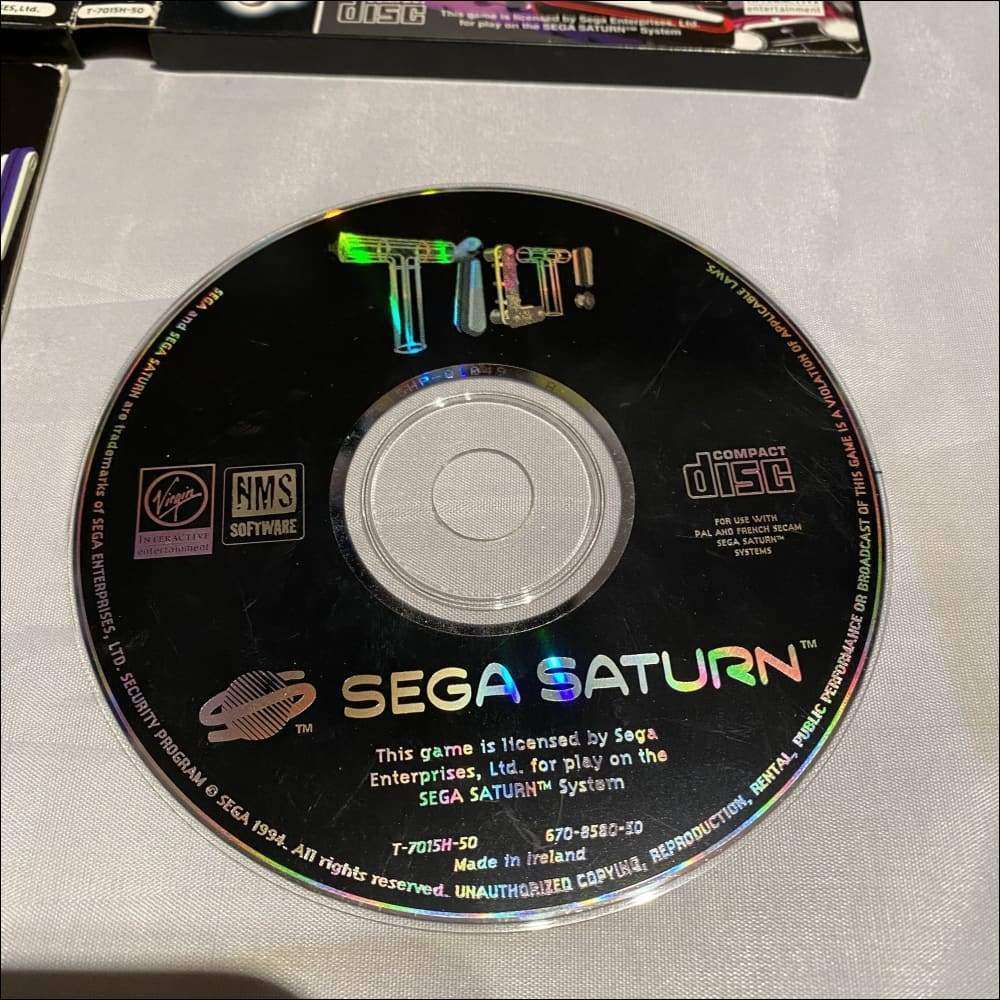 SES,Ltd.
T-7015H-50
COMPACT
disc
This game is licensed by Sega Enterprises, Ltd.
for play on the SEGA SATURN™ System
entertainment
TILT!
SEGA and SEGA SATURN are trademarks of SEGA ENTERPRISES, LTD. SECURITY PROGRAM © SEGA 1994. All rights reserved. UNAUTHORIZED COPYING, REPRODUCTION, RENTAL, PUBLIC PERFORMANCE OR BROADCAST OF THIS GAME IS A VIOLATION OF APPLICABLE LAWS.
Virgin
INTERACTIVE
entertainment
NMS
SOFTWARE
COMPACT
disc
FOR USE WITH
PAL AND FRENCH SECAM
SEGA SATURN™
SYSTEMS
SEGA SATURN™
TM
This game is licensed by Sega
Enterprises, Ltd. for play on the
SEGA SATURN™ System
T-7015H-50 670-8580-50
Made in Ireland